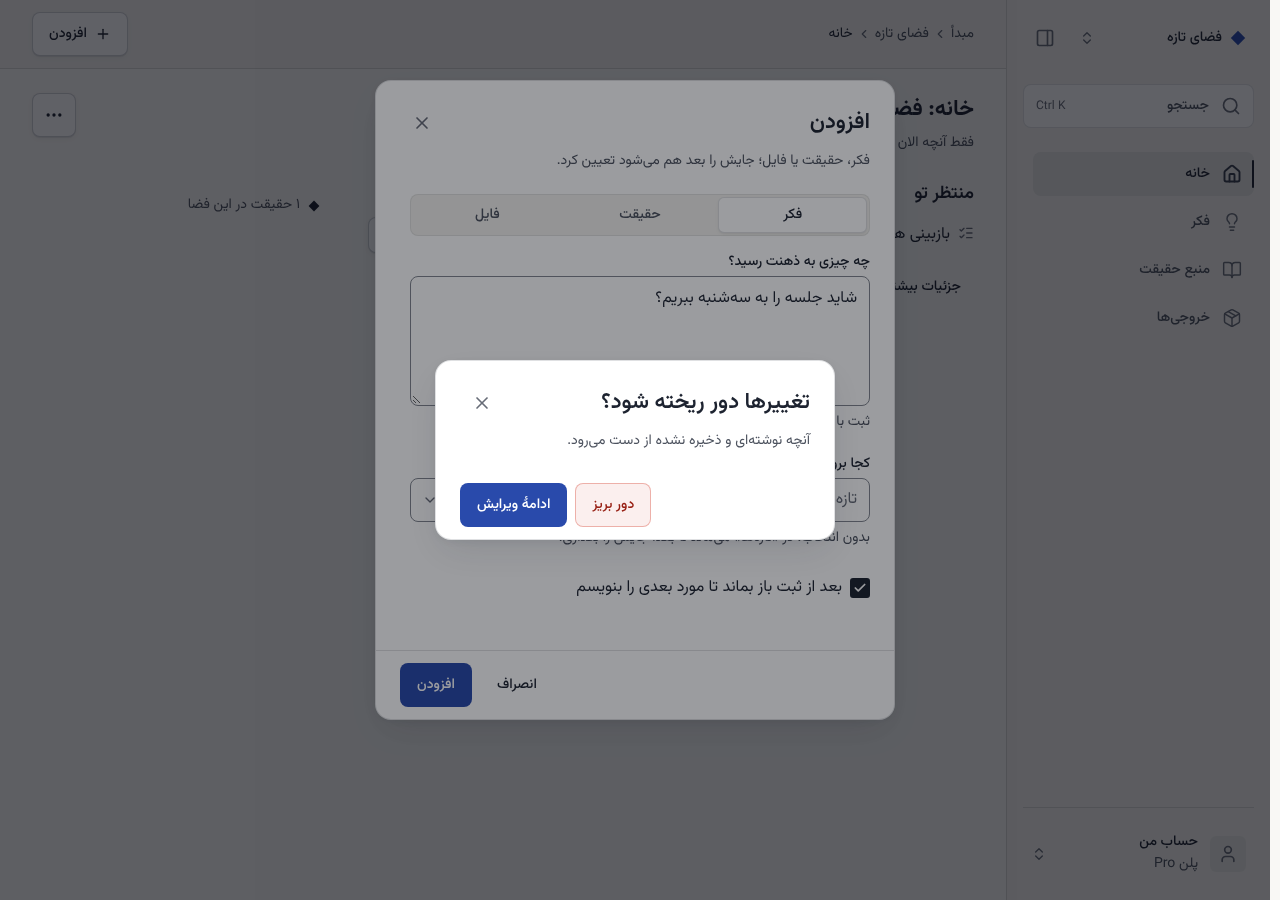 فضای تازه
جستجو
Ctrl K
خانه
فکر
منبع حقیقت
خروجی‌ها
حساب من
پلن Pro
مبدأ
فضای تازه
خانه
افزودن
خانه:
فقط آنچه الان
منتظر تو
بازبینی
جزئیات
۱ حقیقت در این فضا
افزودن
فکر، حقیقت یا فایل؛ جایش را بعد هم می‌شود تعیین کرد.
فکر
حقیقت
فایل
چه چیزی به ذهنت رسید؟
شاید جلسه را به سه‌شنبه ببریم؟
ثبت با
کجا
تازه
بدون
تغییرها دور ریخته شود؟
آنچه نوشته‌ای و ذخیره نشده از دست می‌رود.
دور بریز
ادامهٔ ویرایش
بعد از ثبت باز بماند تا مورد بعدی را بنویسم
انصراف
افزودن